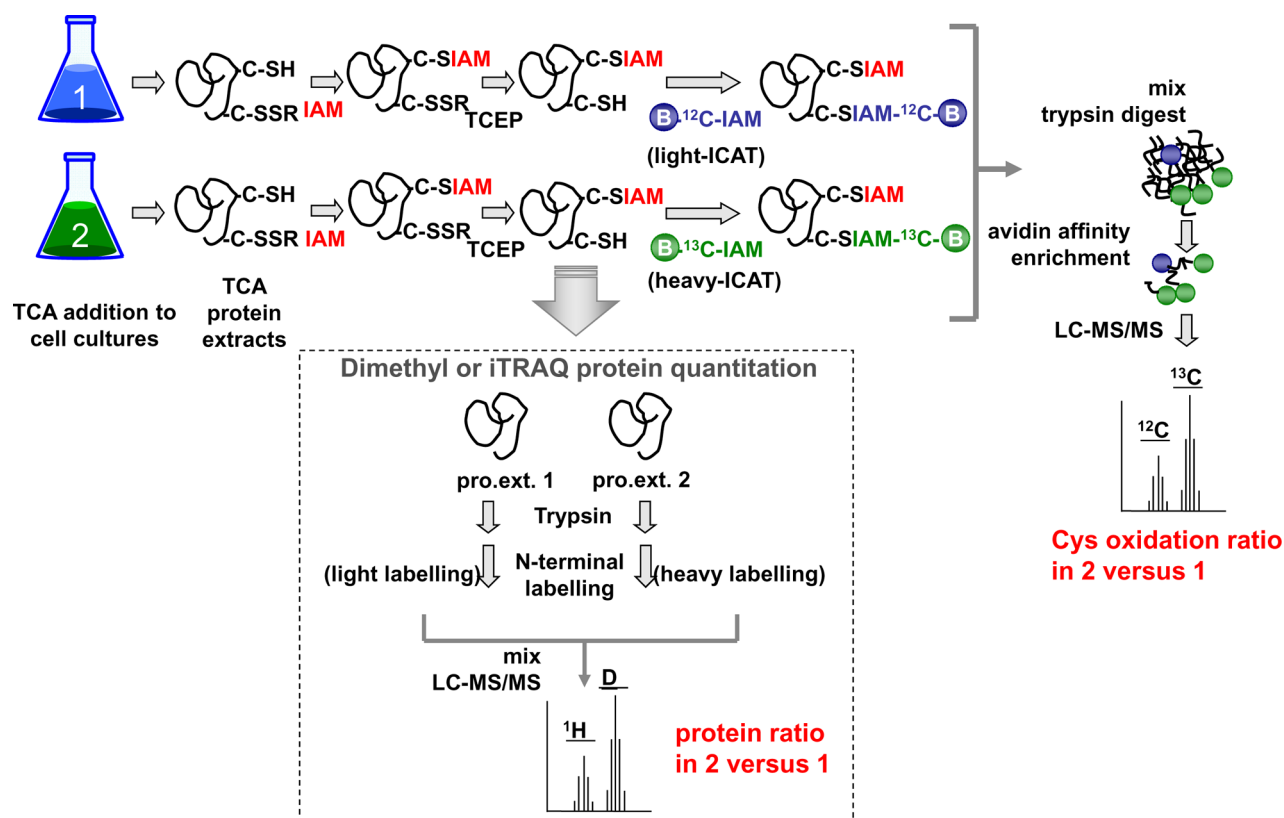 1
C-SH
C-SSR
IAM
C-SIAM
C-SSR
TCEP
C-SIAM
C-SH
B-¹²C-IAM
(light-ICAT)
C-SIAM
C-SIAM-¹²C-B
2
C-SH
C-SSR
IAM
C-SIAM
C-SSR
TCEP
C-SIAM
C-SH
B-¹³C-IAM
(heavy-ICAT)
C-SIAM
C-SIAM-¹³C-B
TCA addition to
cell cultures
TCA
protein
extracts
mix
trypsin digest
avidin affinity
enrichment
LC-MS/MS
¹³C
¹²C
Cys oxidation ratio
in 2 versus 1
Dimethyl or iTRAQ protein quantitation
pro.ext. 1
pro.ext. 2
Trypsin
(light labelling)
N-terminal
labelling
(heavy labelling)
mix
LC-MS/MS
D
¹H
protein ratio
in 2 versus 1